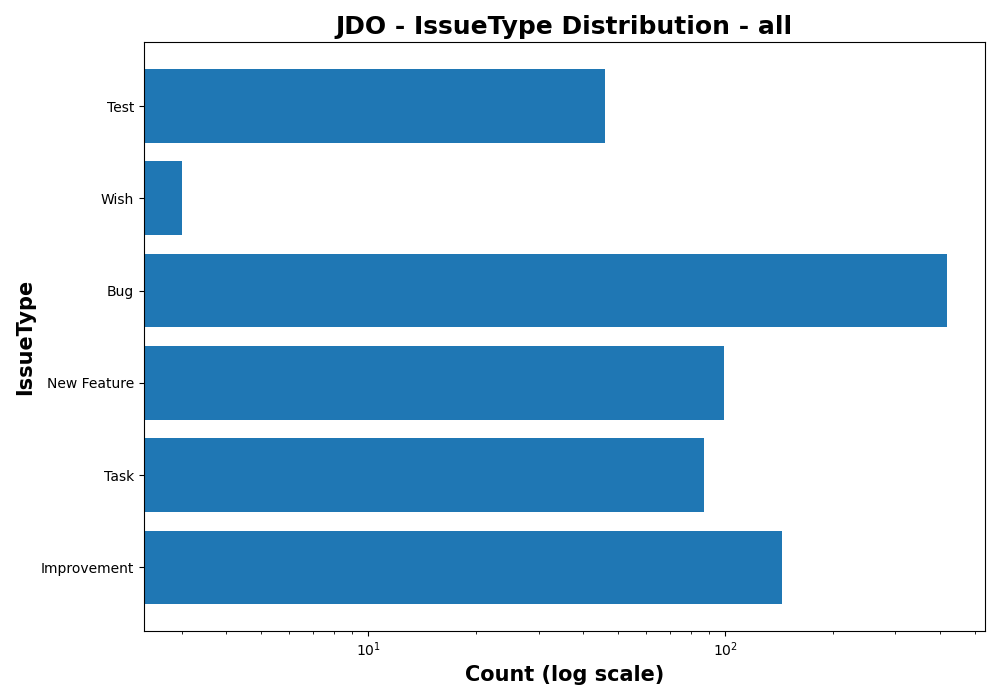 JDO - IssueType Distribution - all
Test
Wish
Bug
New Feature
Task
Improvement
IssueType
10¹
10²
Count (log scale)